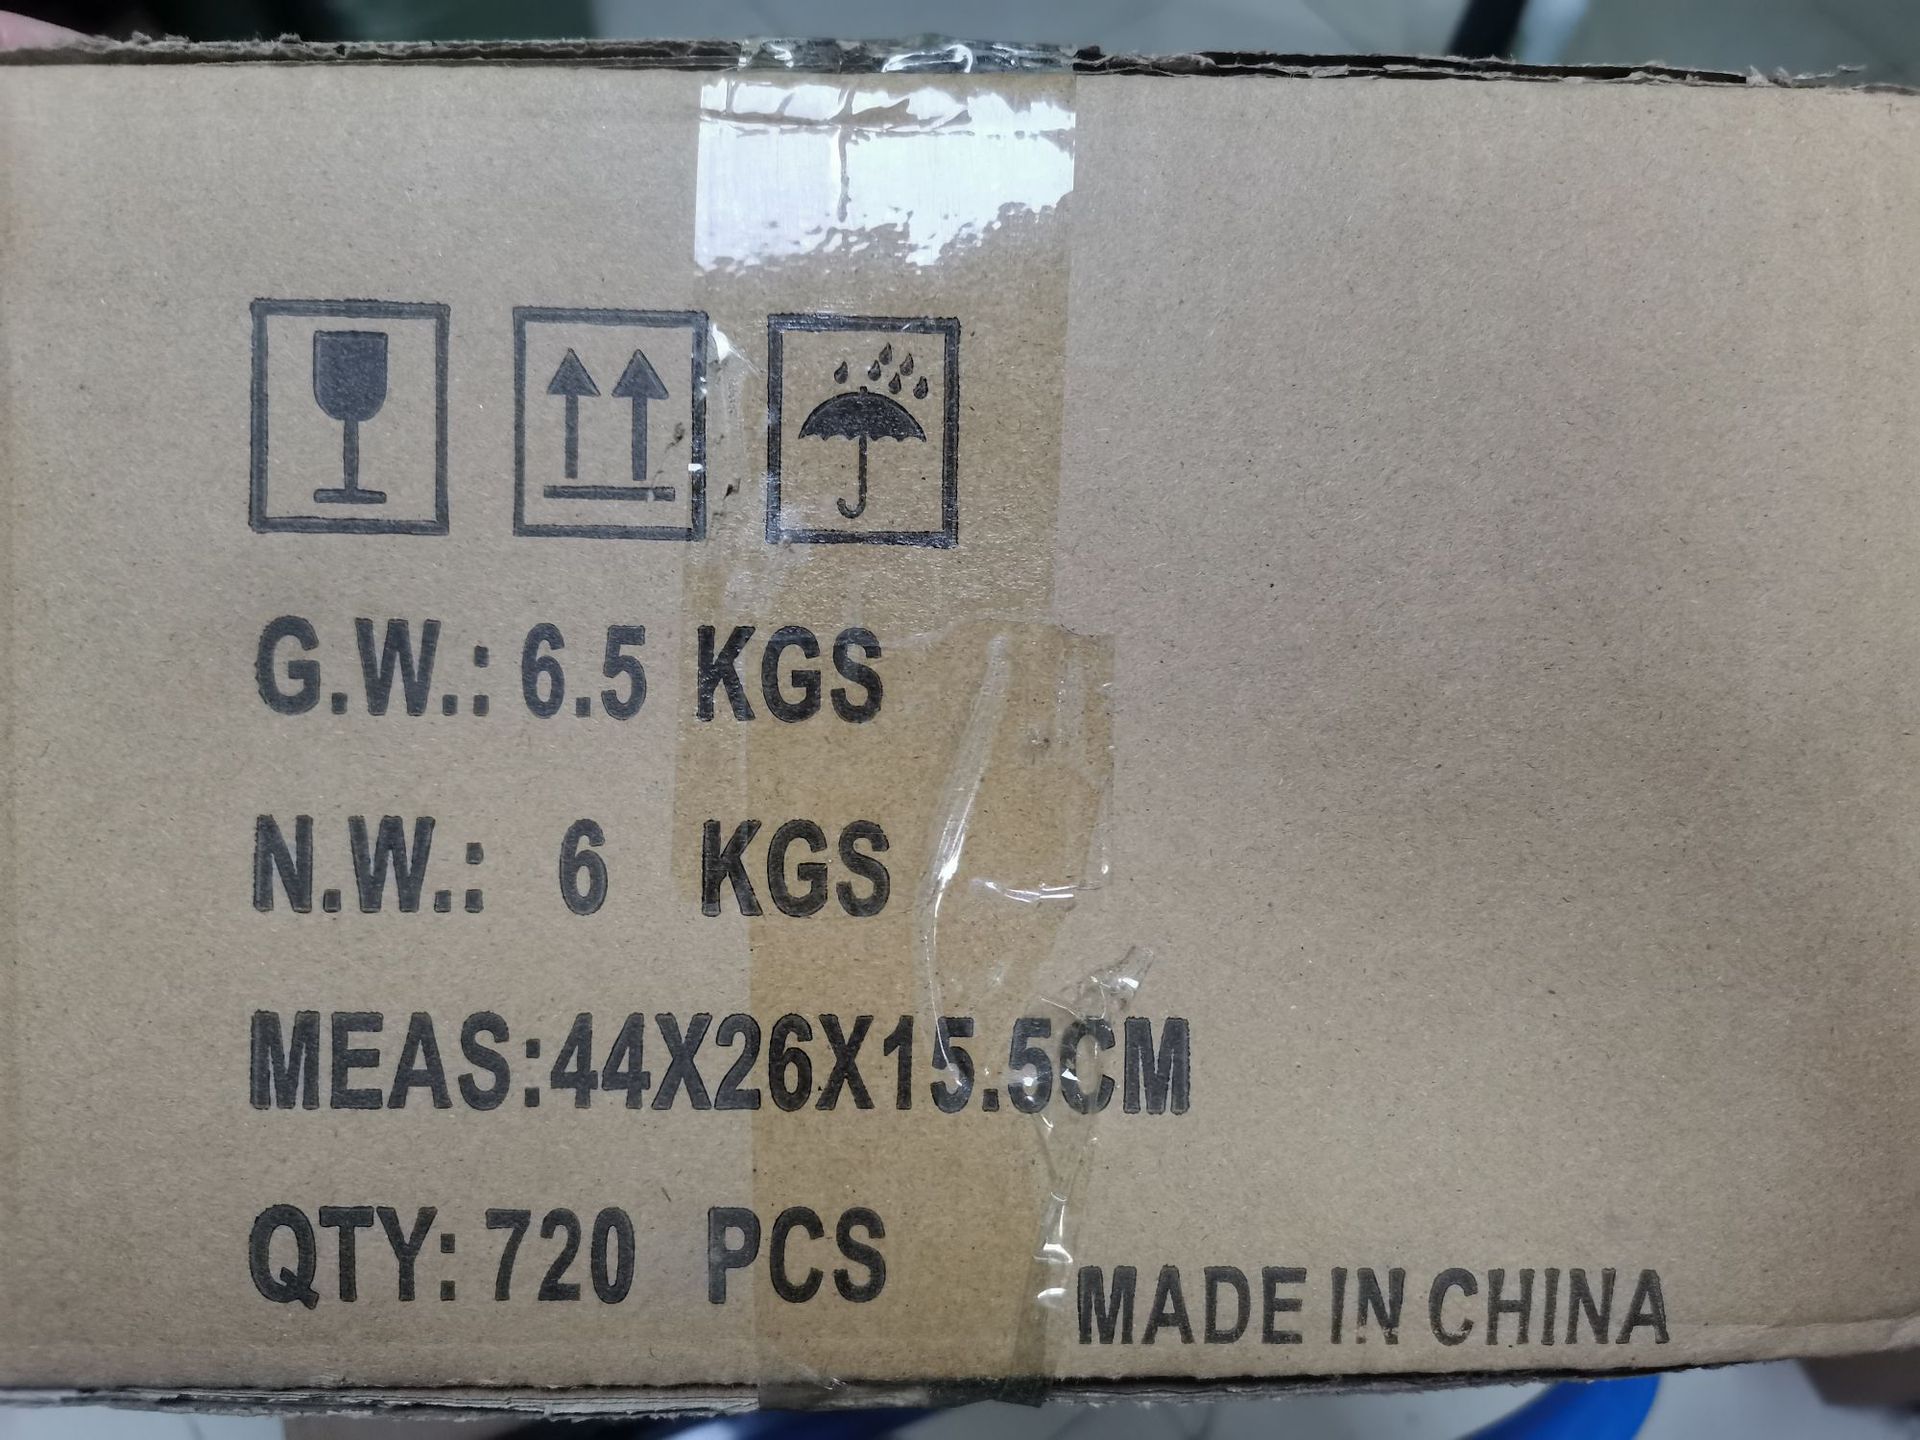 G.W.: 6.5 KGS
N.W.: 6 KGS
MEAS:44X26X15.5CM
QTY: 720 PCS
MADE IN CHINA